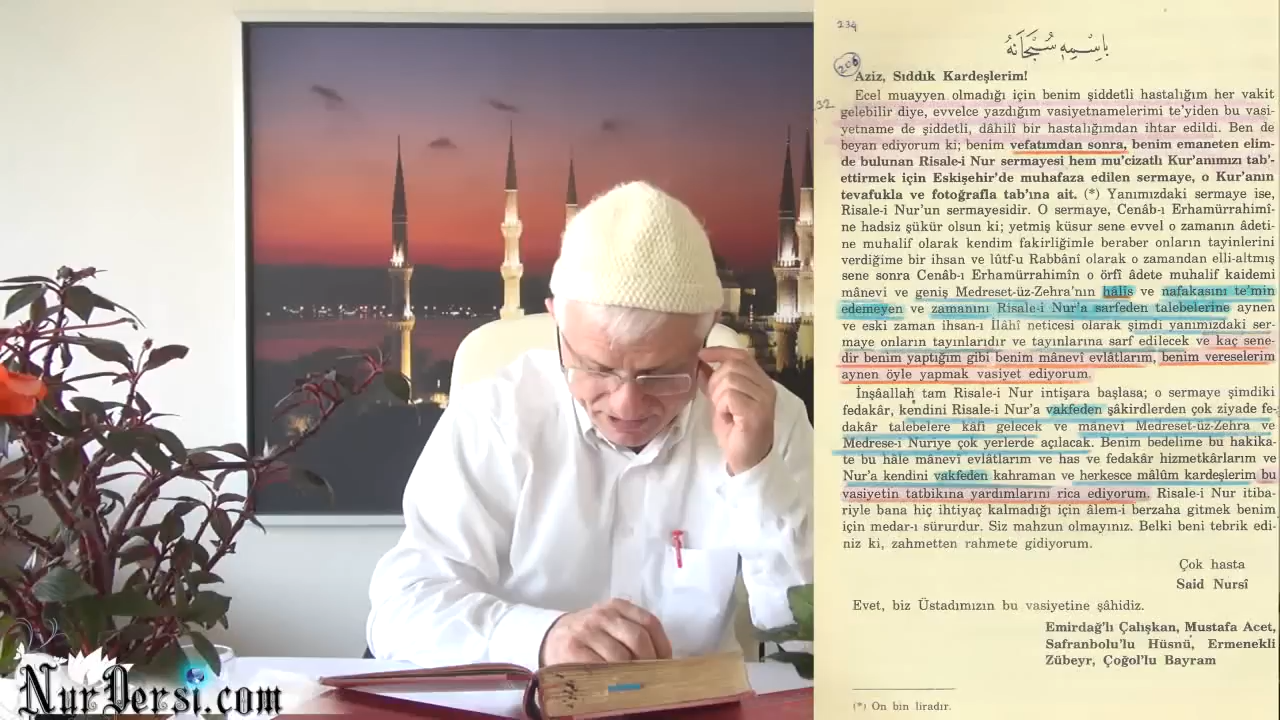 234
بِاسْمِهِ سُبْحَانَهُ
206
Aziz, Sıddık Kardeşlerim!
Ecel muayyen olmadığı için benim şiddetli hastalığım her vakit
32
gelebilir diye, evvelce yazdığım vasiyetnamelerimi te'yiden bu vasi-
yetname de şiddetli, dâhilî bir hastalığımdan ihtar edildi. Ben de
beyan ediyorum ki; benim vefatımdan sonra, benim emaneten elim-
de bulunan Risale-i Nur sermayesi hem mu'cizatlı Kur'anımızı tab'-
ettirmek için Eskişehir'de muhafaza edilen sermaye, o Kur'anın
tevafukla ve fotoğrafla tab'ına ait. (*) Yanımızdaki sermaye ise,
Risale-i Nur'un sermayesidir. O sermaye, Cenâb-ı Erhamürrahimî-
ne hadsiz şükür olsun ki; yetmiş küsur sene evvel o zamanın âdeti-
ne muhalif olarak kendim fakirliğimle beraber onların tayinlerini
verdiğime bir ihsan ve lûtf-u Rabbânî olarak o zamandan elli-altmış
sene sonra Cenâb-ı Erhamürrahimîn o örfî âdete muhalif kaidemi
mânevi ve geniş Medreset-üz-Zehra'nın hâlis ve nafakasını te'min
edemeyen ve zamanını Risale-i Nur'a sarfeden talebelerine aynen
ve eski zaman ihsan-ı İlâhî neticesi olarak şimdi yanımızdaki ser-
maye onların tayınlarıdır ve tayınlarına sarf edilecek ve kaç sene-
dir benim yaptığım gibi benim mânevî evlâtlarım, benim vereselerim
aynen öyle yapmak vasiyet ediyorum.
İnşâallah tam Risale-i Nur intişara başlasa; o sermaye şimdiki
fedakâr, kendini Risale-i Nur'a vakfeden şâkirdlerden çok ziyade fe-
dakâr talebelere kâfi gelecek ve mânevî Medreset-üz-Zehra ve
Medrese-i Nuriye çok yerlerde açılacak. Benim bedelime bu hakika-
te bu hâle mânevî evlâtlarım ve has ve fedakâr hizmetkârlarım ve
Nur'a kendini vakfeden kahraman ve herkesce mâlûm kardeşlerim bu
vasiyetin tatbikına yardımlarını rica ediyorum. Risale-i Nur itiba-
riyle bana hiç ihtiyaç kalmadığı için âlem-i berzaha gitmek benim
için medar-ı sürurdur. Siz mahzun olmayınız. Belki beni tebrik edi-
niz ki, zahmetten rahmete gidiyorum.
Çok hasta
Said Nursî
Evet, biz Üstadımızın bu vasiyetine şâhidiz.
Emirdağ'lı Çalışkan, Mustafa Acet,
Safranbolu'lu Hüsnü, Ermenekli
Zübeyr, Çoğol'lu Bayram
(*) On bin liradır.
NurDersi.com